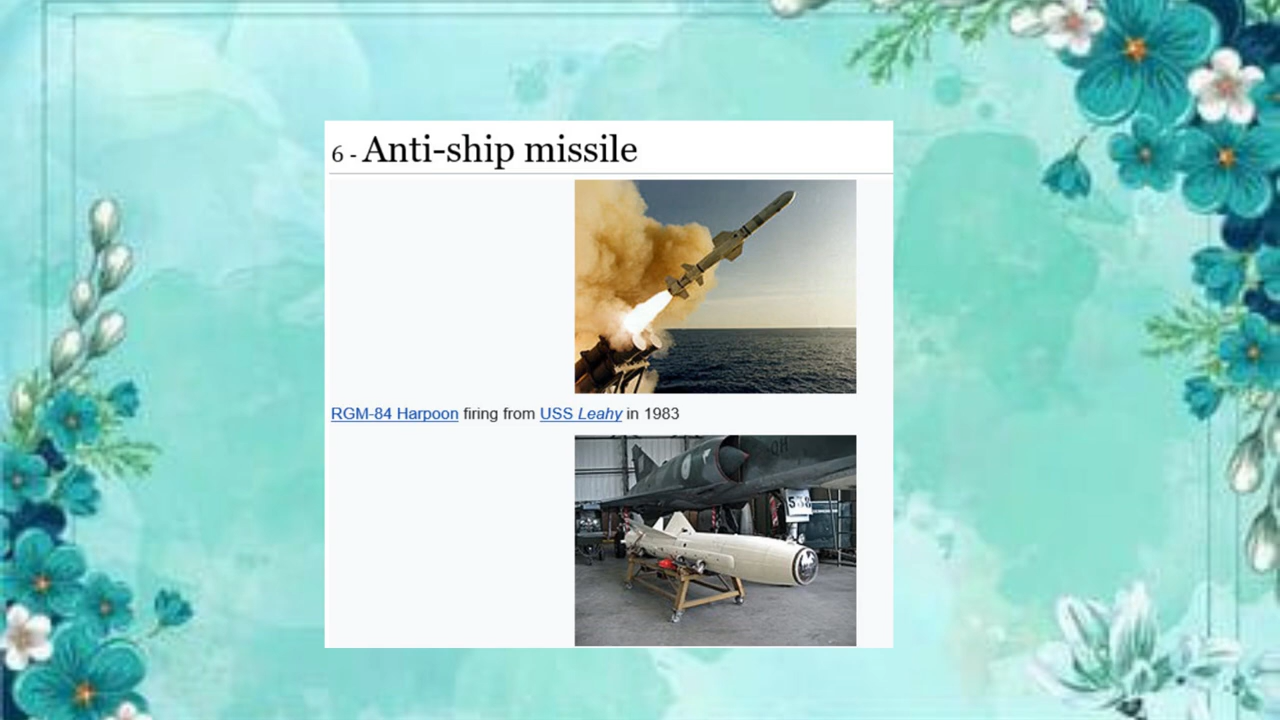 6 - Anti-ship missile
RGM-84 Harpoon firing from USS Leahy in 1983